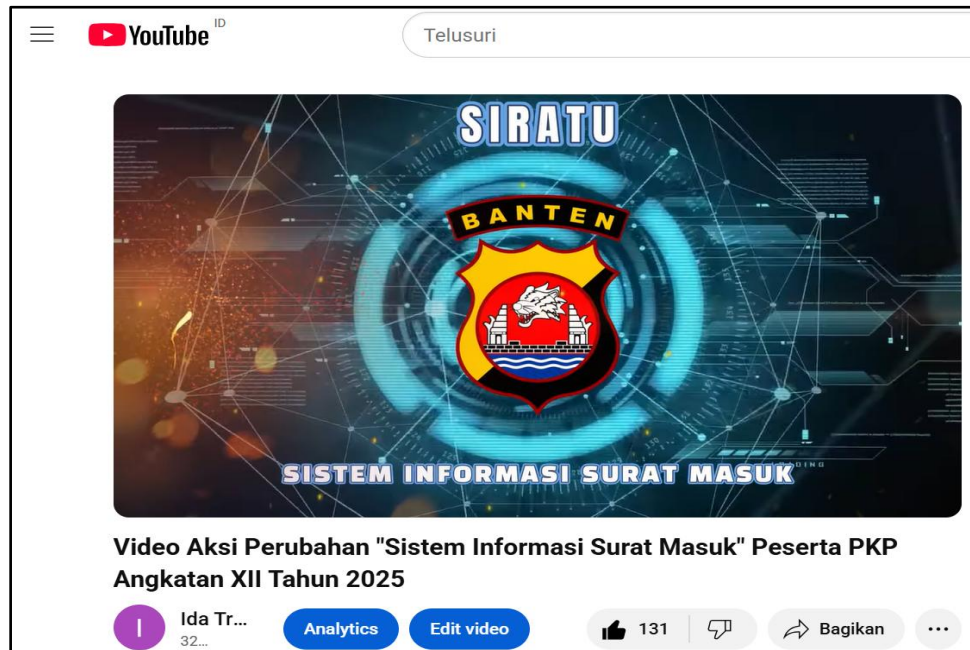 YouTube ID
Telusuri
SIRATU
BANTEN
SISTEM INFORMASI SURAT MASUK
Video Aksi Perubahan "Sistem Informasi Surat Masuk" Peserta PKP
Angkatan XII Tahun 2025
I
Ida Tr...
32...
Analytics
Edit video
131
Bagikan